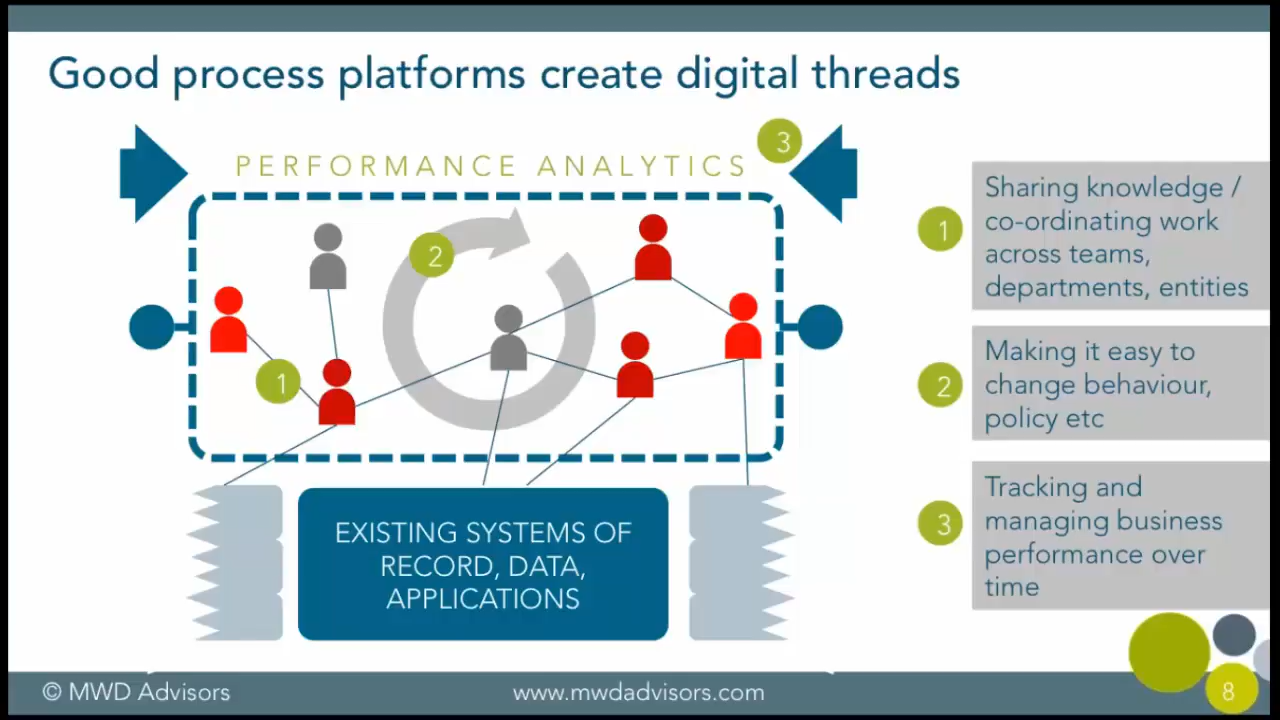 Good process platforms create digital threads
PERFORMANCE ANALYTICS
3
2
1
EXISTING SYSTEMS OF
RECORD, DATA,
APPLICATIONS
1
Sharing knowledge /
co-ordinating work
across teams,
departments, entities
2
Making it easy to
change behaviour,
policy etc
3
Tracking and
managing business
performance over
time
© MWD Advisors
www.mwdadvisors.com
8